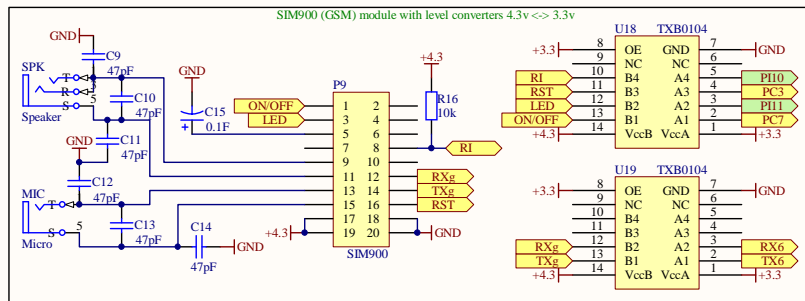 SIM900 (GSM) module with level converters 4.3v <-> 3.3v
GND
C9
47pF
SPK
T
R
3
S
5
Speaker
C10
47pF
C11
47pF
GND
C12
47pF
MIC
T
S
5
Micro
C13
47pF
C14
47pF
GND
GND
C15
0.1F
+
ON/OFF
LED
P9
1 2
3 4
5 6
7 8
9 10
11 12
13 14
15 16
17 18
19 20
SIM900
+4.3
+4.3
R16
10k
RI
RXg
TXg
RST
GND
U18 TXB0104
+3.3 8 OE GND 7 GND
9 NC NC 6
RI 10 B4 A4 5 PI10
RST 11 B3 A3 4 PC3
LED 12 B2 A2 3 PI11
ON/OFF 13 B1 A1 2 PC7
+4.3 14 VccB VccA 1 +3.3
U19 TXB0104
+3.3 8 OE GND 7 GND
9 NC NC 6
10 B4 A4 5
11 B3 A3 4
RXg 12 B2 A2 3 RX6
TXg 13 B1 A1 2 TX6
+4.3 14 VccB VccA 1 +3.3